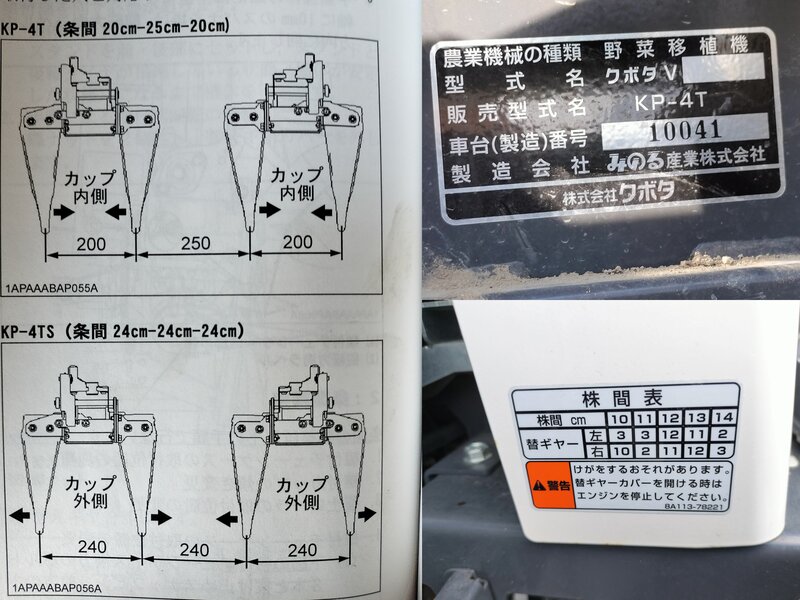 KP-4T (条間 20cm-25cm-20cm)
カップ
内側
カップ
内側
200
250
200
1APAAABAP055A
KP-4TS (条間 24cm-24cm-24cm)
カップ
外側
カップ
外側
240
240
240
1APAAABAP056A
農業機械の種類 野菜移植機
型式名 クボタV
販売型式名 KP-4T
車台(製造)番号 10041
製造会社 みのる産業株式会社
株式会社クボタ
株間表
株間 cm 10 11 12 13 14
替ギヤー 左 3 3 12 11 2
右 10 2 11 12 3
警告
けがをするおそれがあります。
替ギヤーカバーを開ける時は
エンジンを停止してください。
8A113-78221